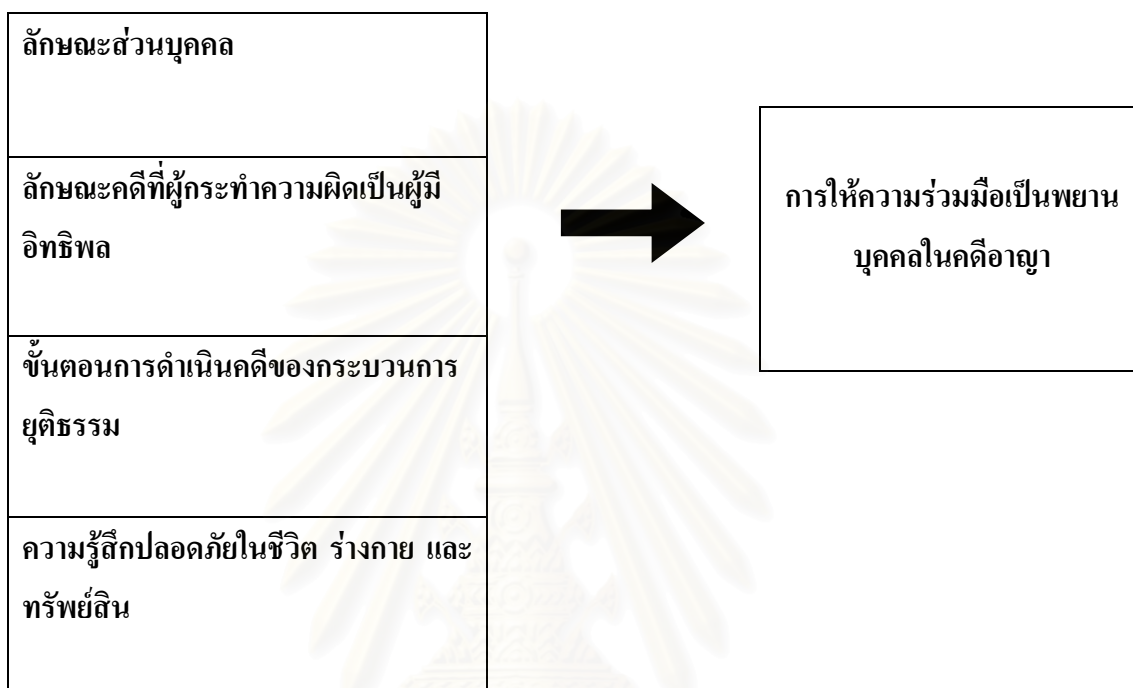 ลักษณะส่วนบุคคล
ลักษณะคดีที่ผู้กระทำความผิดเป็นผู้มี
อิทธิพล
ขั้นตอนการดำเนินคดีของกระบวนการ
ยุติธรรม
ความรู้สึกปลอดภัยในชีวิต ร่างกาย และ
ทรัพย์สิน
การให้ความร่วมมือเป็นพยาน
บุคคลในคดีอาญา